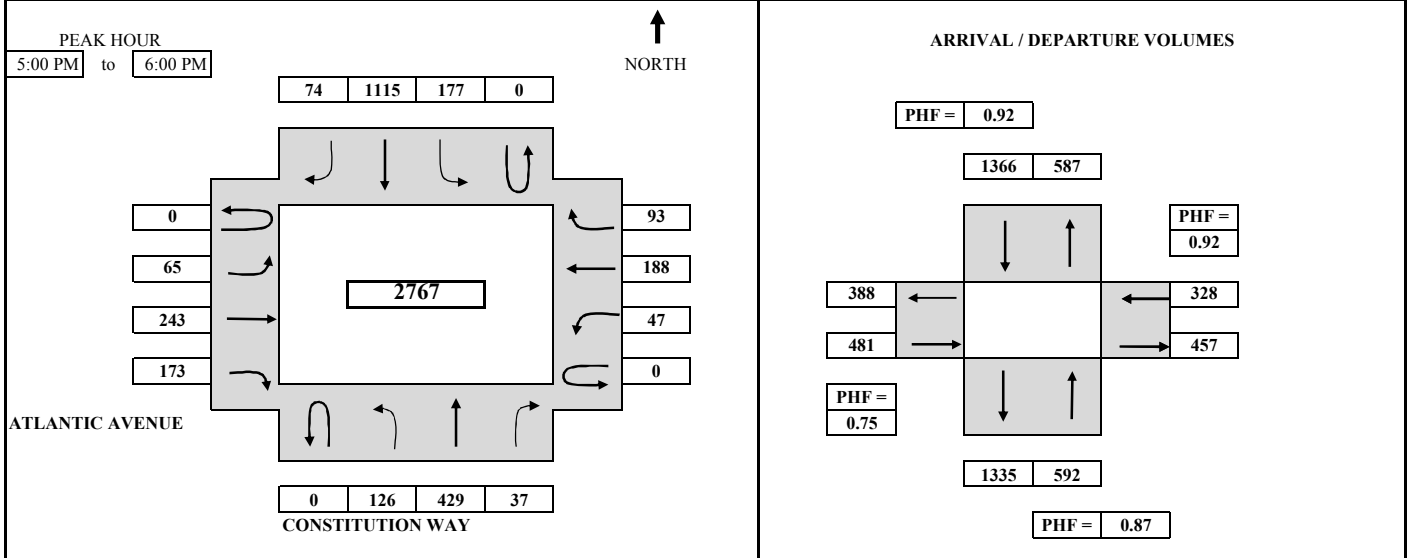 PEAK HOUR
5:00 PM to 6:00 PM
NORTH
74 1115 177 0
0
65
243
173
2767
93
188
47
0
ATLANTIC AVENUE
0 126 429 37
CONSTITUTION WAY
ARRIVAL / DEPARTURE VOLUMES
PHF = 0.92
1366 587
PHF =
0.92
388
481
328
457
PHF =
0.75
1335 592
PHF = 0.87